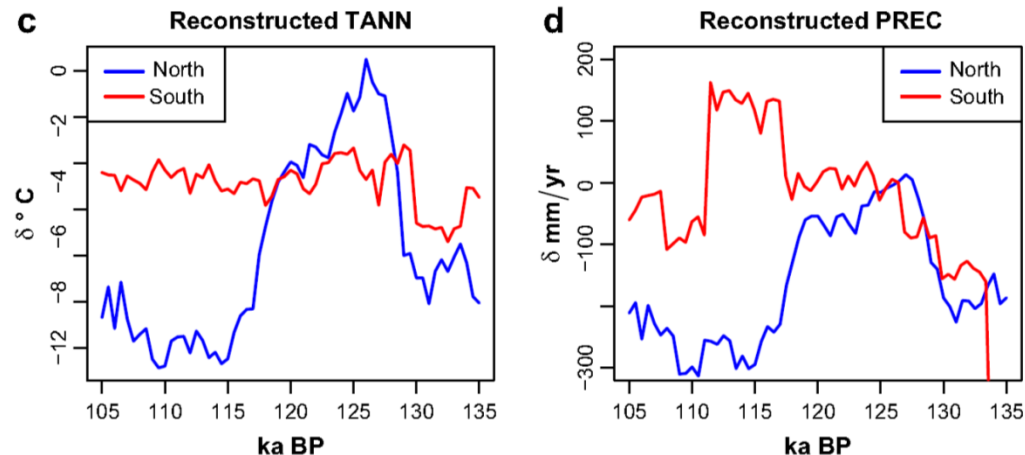 c Reconstructed TANN
North
South
0
−2
−4
−6
−8
−12
δ ° C
105 110 115 120 125 130 135
ka BP
d Reconstructed PREC
North
South
200
100
0
−100
−300
δ mm/yr
105 110 115 120 125 130 135
ka BP